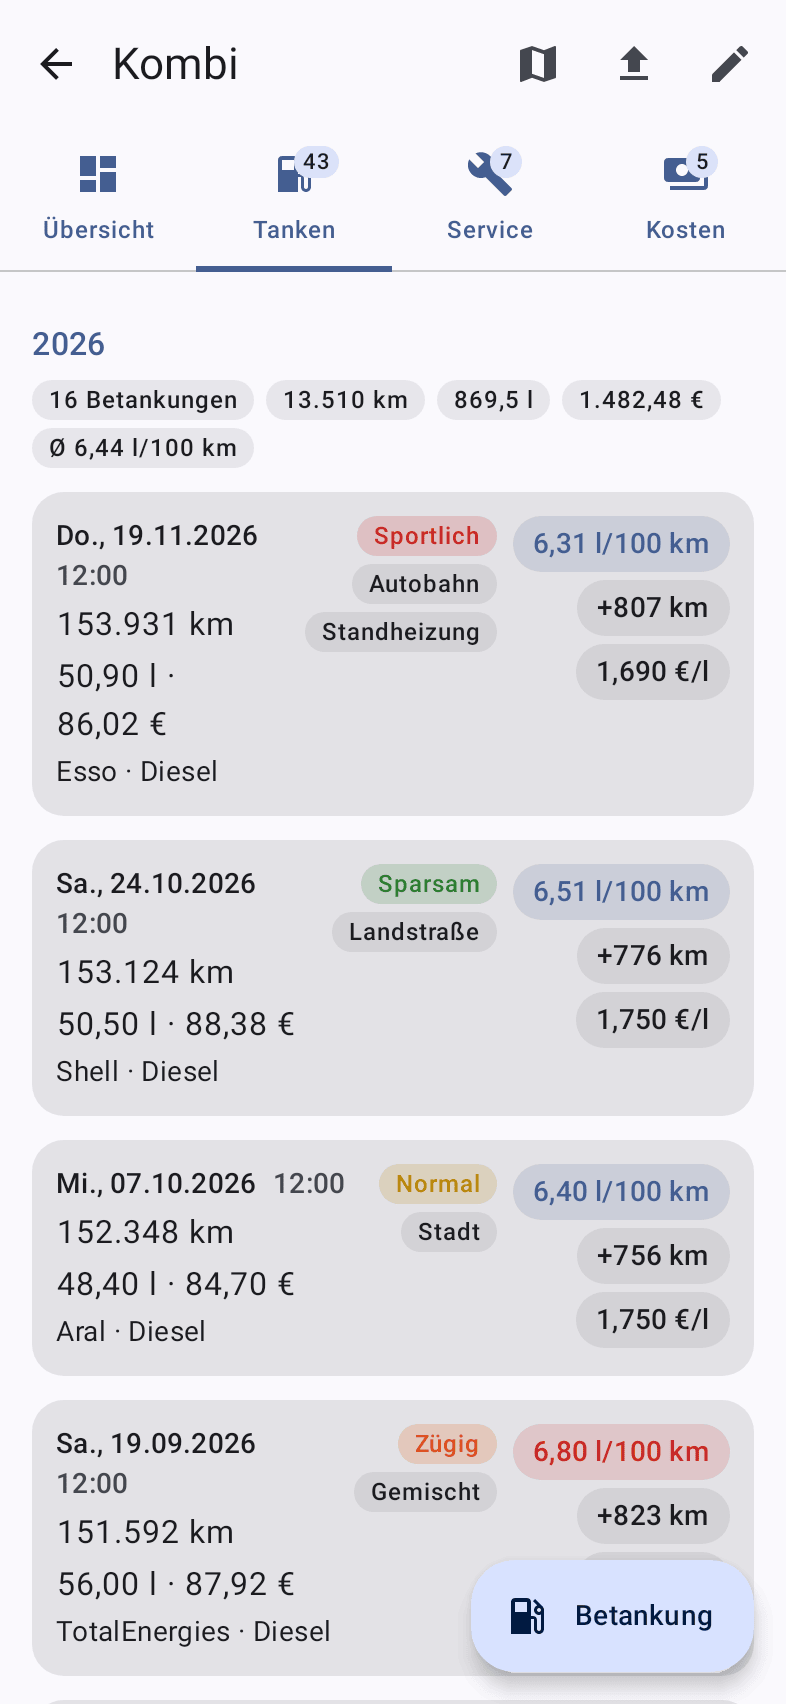 Kombi
43
7
5
Übersicht
Tanken
Service
Kosten
2026
16 Betankungen
13.510 km
869,5 l
1.482,48 €
Ø 6,44 l/100 km
Do., 19.11.2026
12:00
153.931 km
50,90 l ·
86,02 €
Esso · Diesel
Sportlich
Autobahn
Standheizung
6,31 l/100 km
+807 km
1,690 €/l
Sa., 24.10.2026
12:00
153.124 km
50,50 l · 88,38 €
Shell · Diesel
Sparsam
Landstraße
6,51 l/100 km
+776 km
1,750 €/l
Mi., 07.10.2026 12:00
152.348 km
48,40 l · 84,70 €
Aral · Diesel
Normal
Stadt
6,40 l/100 km
+756 km
1,750 €/l
Sa., 19.09.2026
12:00
151.592 km
56,00 l · 87,92 €
TotalEnergies · Diesel
Zügig
Gemischt
6,80 l/100 km
+823 km
Betankung